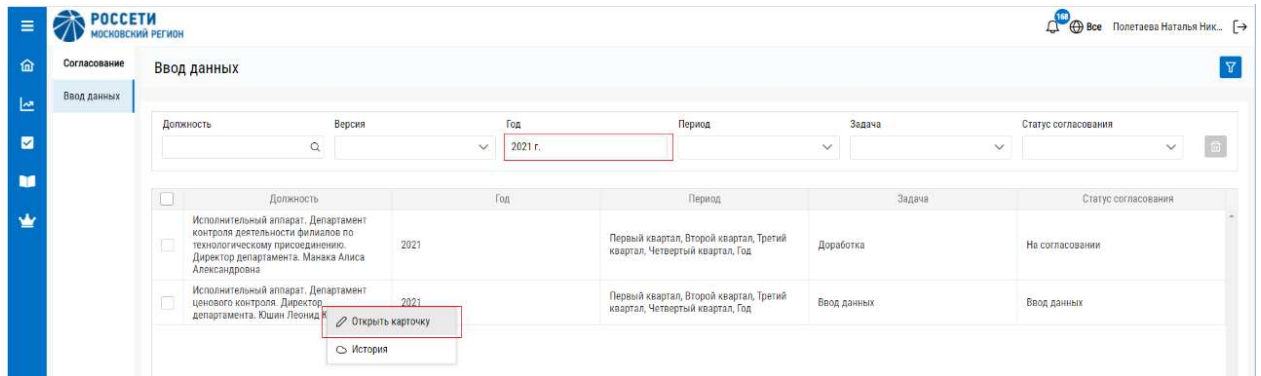 РОССЕТИ
МОСКОВСКИЙ РЕГИОН
168
Все
Полетаева Наталья Ник...
Согласование
Ввод данных
Ввод данных
Должность
Версия
Год
Период
Задача
Статус согласования
2021 г.
Должность
Год
Период
Задача
Статус согласования
Исполнительный аппарат. Департамент
контроля деятельности филиалов по
технологическому присоединению.
Директор департамента. Манака Алиса
Александровна
2021
Первый квартал, Второй квартал, Третий
квартал, Четвертый квартал, Год
Доработка
На согласовании
Исполнительный аппарат. Департамент
ценового контроля. Директор
департамента. Юшин Леонид
2021
Первый квартал, Второй квартал, Третий
квартал, Четвертый квартал, Год
Ввод данных
Ввод данных
Открыть карточку
История